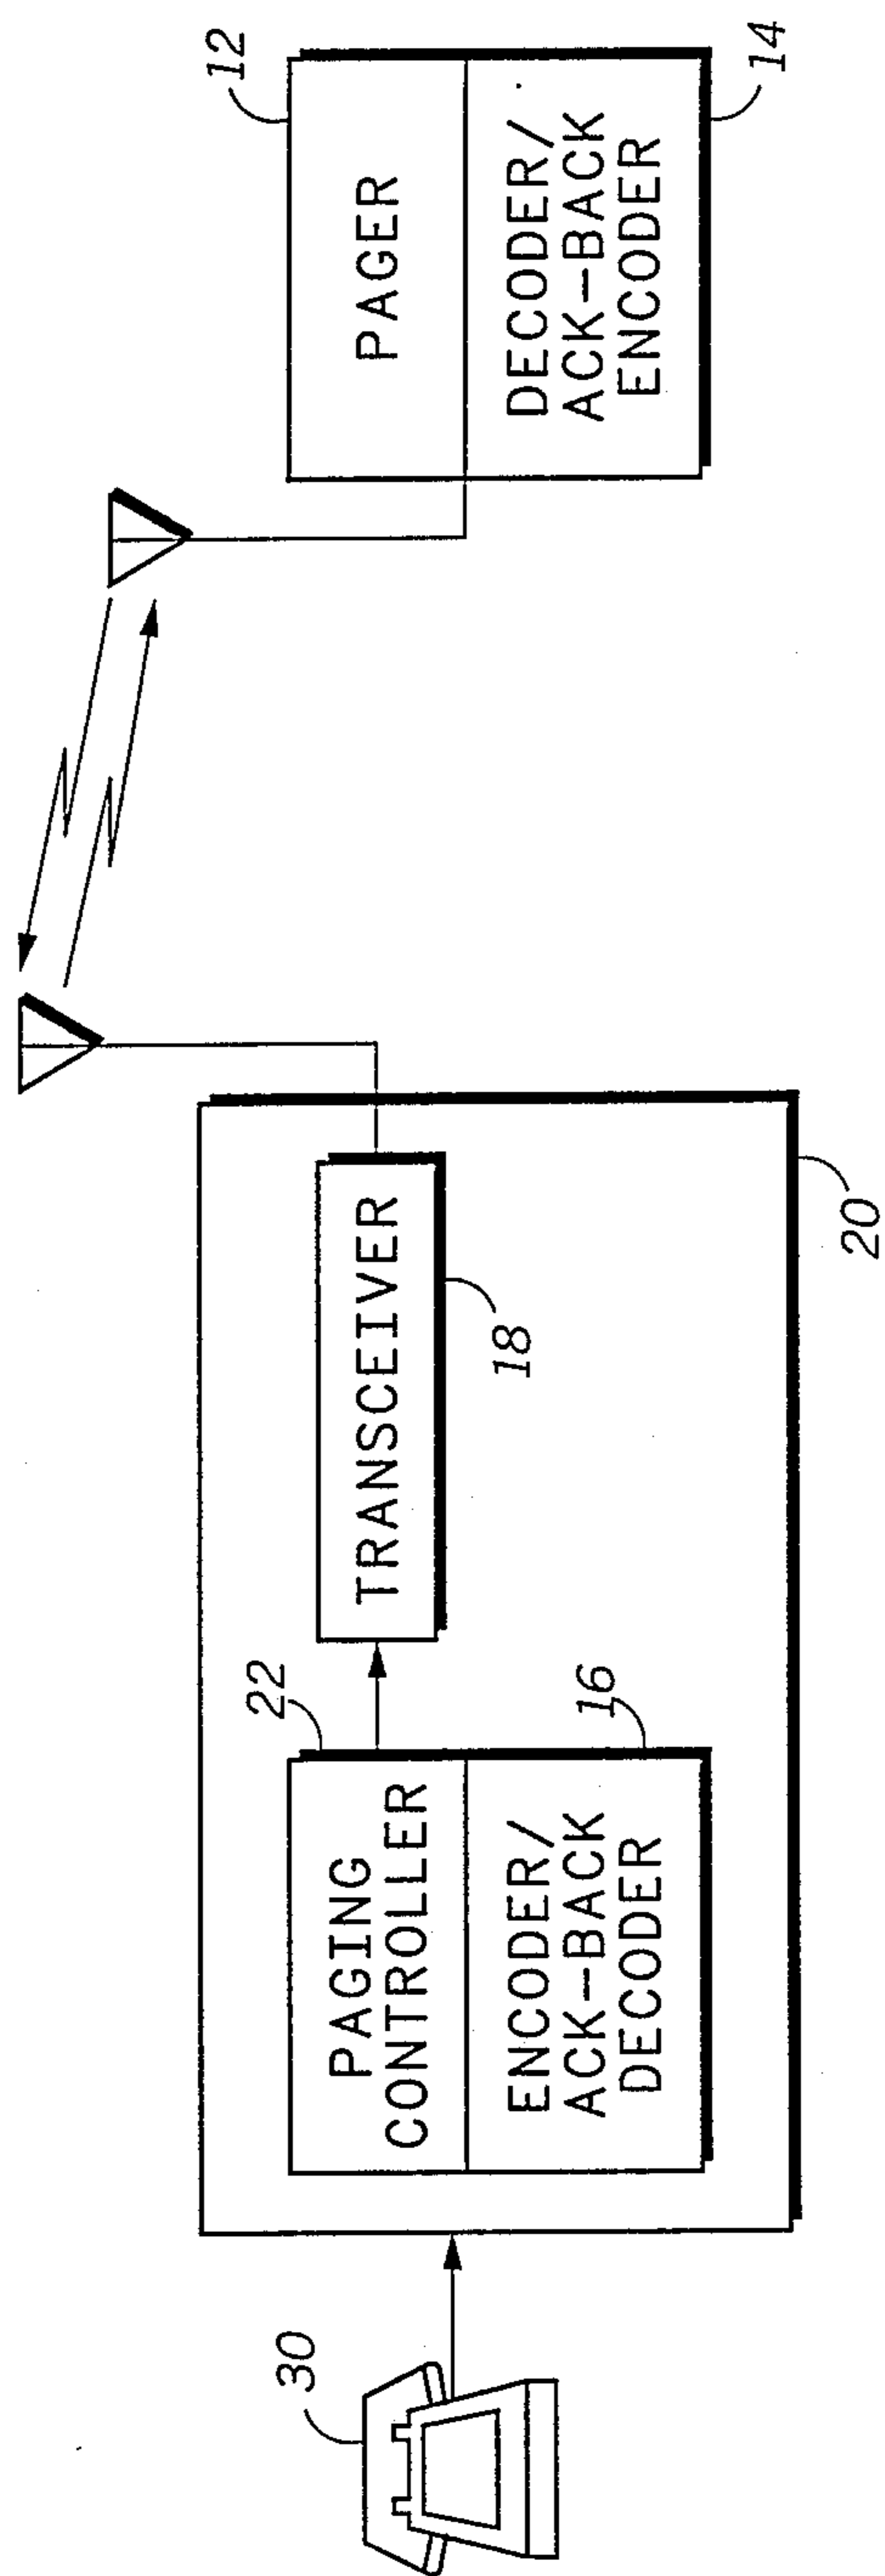 30
PAGING
CONTROLLER
22
ENCODER/
ACK-BACK
DECODER
16
TRANSCEIVER
18
20
PAGER
12
DECODER/
ACK-BACK
ENCODER
14